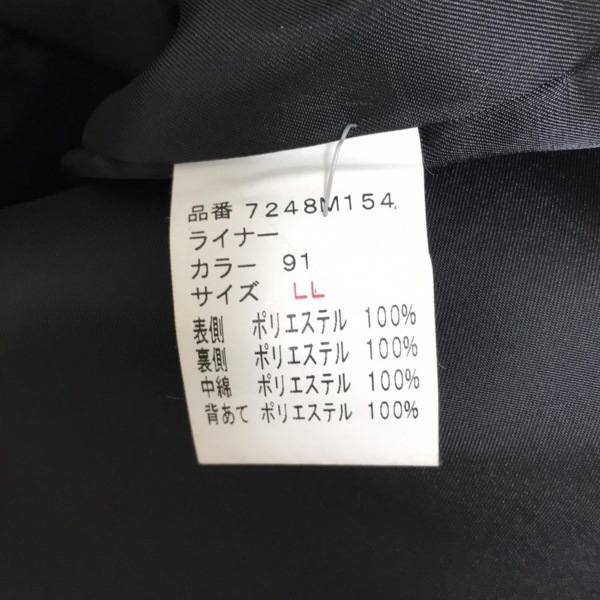 品番 7248M154
ライナー
カラー 91
サイズ LL
表側 ポリエステル 100%
裏側 ポリエステル 100%
中綿 ポリエステル 100%
背あて ポリエステル 100%